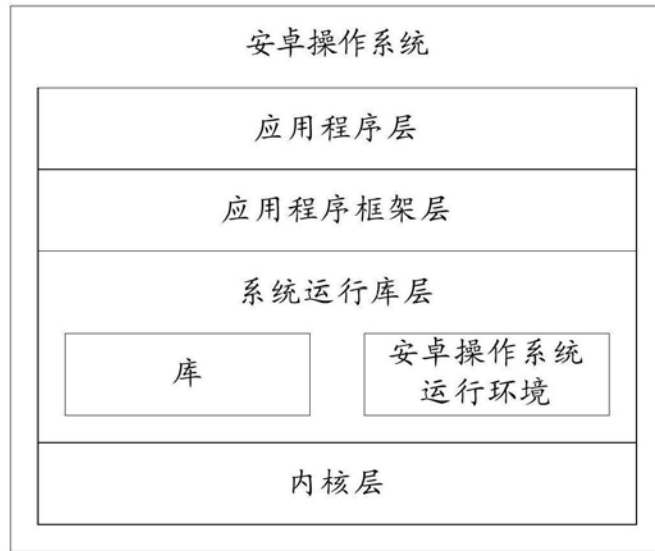 安卓操作系统
应用程序层
应用程序框架层
系统运行库层
库
安卓操作系统
运行环境
内核层